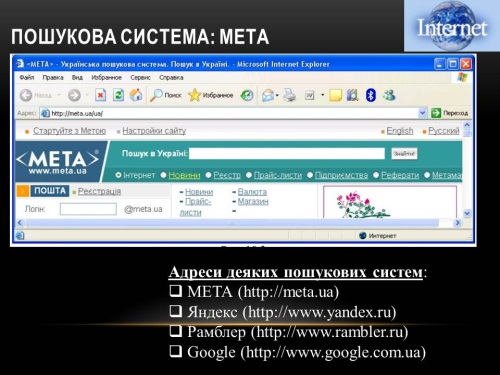 ПОШУКОВА СИСТЕМА: МЕТА
Internet
<META> - Українська пошукова система. Пошук в Україні. - Microsoft Internet Explorer
Файл Правка Вид Избранное Сервис Справка
Назад Поиск Избранное
Адрес: http://meta.ua/ua/ Переход
Стартуйте з Метою Настройки сайту English Русский
<META> Пошук в Україні: Знайти!
www.meta.ua Інтернет Новини Реєстр Прайс-листи Підприємства Реферати Метамаг
ПОШТА Реєстрація Новини Валюта
Прайс- Магазин
Логін: @meta.ua листи
Интернет
Адреси деяких пошукових систем:
❑ МЕТА (http://meta.ua)
❑ Яндекс (http://www.yandex.ru)
❑ Рамблер (http://www.rambler.ru)
❑ Google (http://www.google.com.ua)